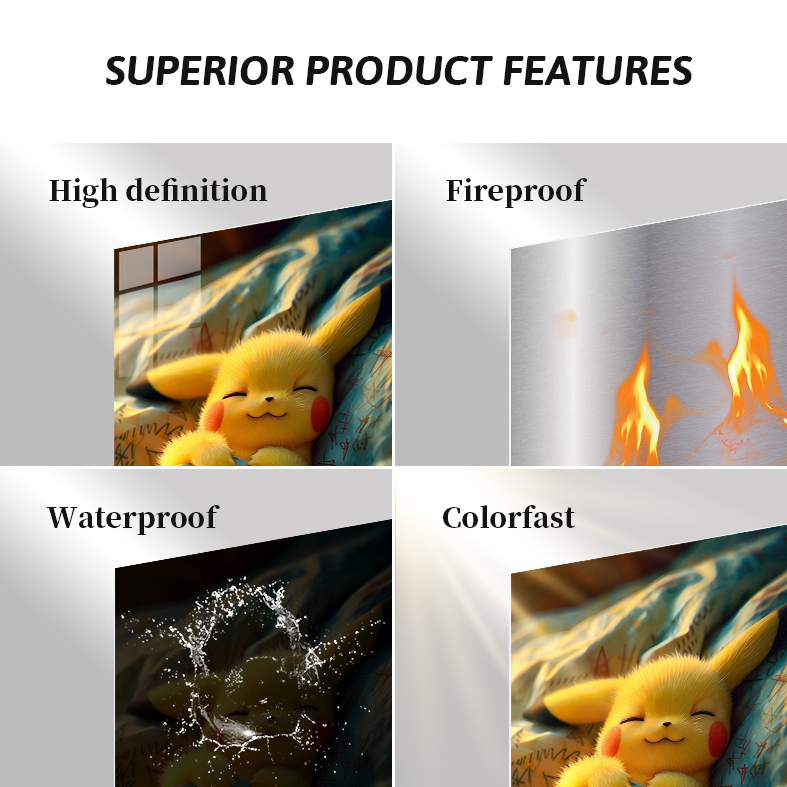 SUPERIOR PRODUCT FEATURES
High definition
Fireproof
Waterproof
Colorfast